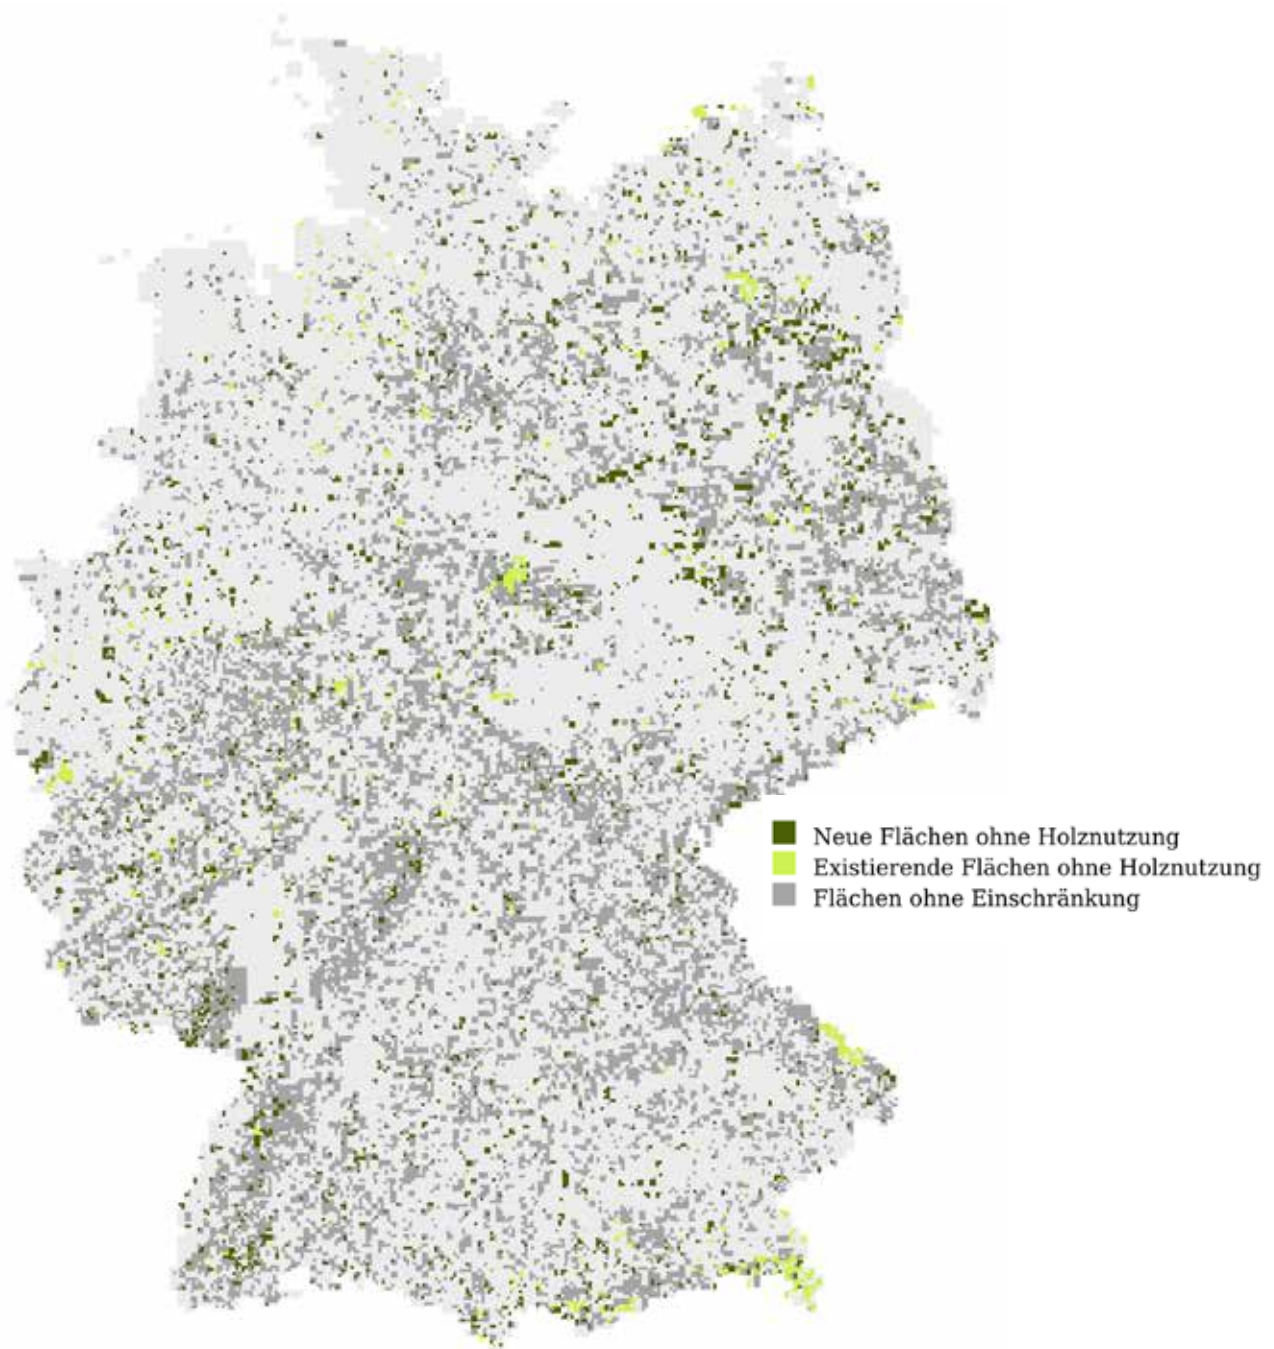 Neue Flächen ohne Holznutzung
Existierende Flächen ohne Holznutzung
Flächen ohne Einschränkung